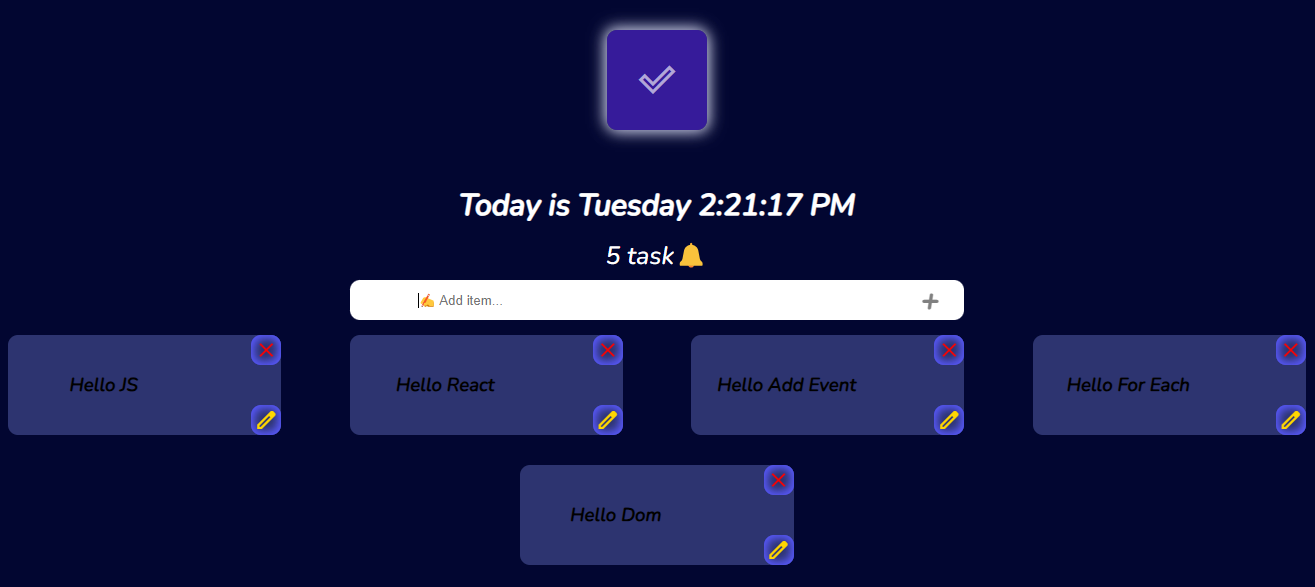 Today is Tuesday 2:21:17 PM
5 task🔔
✍ Add item...
Hello JS
Hello React
Hello Add Event
Hello For Each
Hello Dom